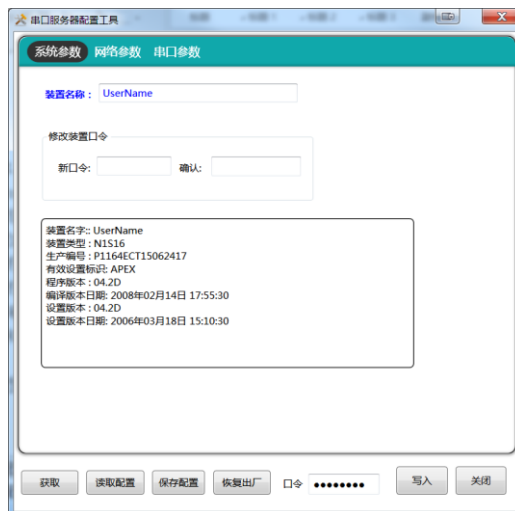 串口服务器配置工具
系统参数 网络参数 串口参数
装置名称： UserName
修改装置口令
新口令: 确认:
装置名字:: UserName
装置类型 : N1S16
生产编号 : P1164ECT15062417
有效设置标识: APEX
程序版本 : 04.2D
编译版本日期: 2008年02月14日 17:55:30
设置版本 : 04.2D
设置版本日期: 2006年03月18日 15:10:30
获取 读取配置 保存配置 恢复出厂 口令 ●●●●●●●● 写入 关闭